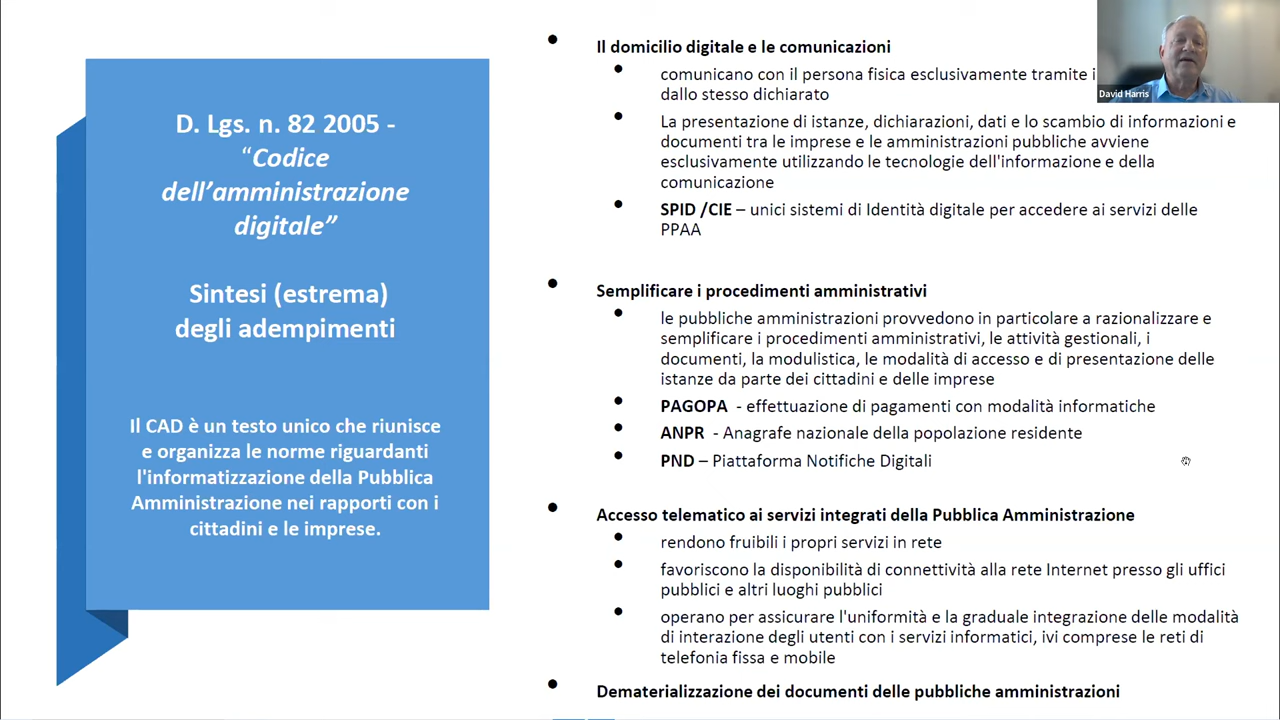 D. Lgs. n. 82 2005 -
“Codice
dell’amministrazione
digitale”
Sintesi (estrema)
degli adempimenti
Il CAD è un testo unico che riunisce
e organizza le norme riguardanti
l'informatizzazione della Pubblica
Amministrazione nei rapporti con i
cittadini e le imprese.
• Il domicilio digitale e le comunicazioni
• comunicano con il persona fisica esclusivamente tramite i
dallo stesso dichiarato
• La presentazione di istanze, dichiarazioni, dati e lo scambio di informazioni e
documenti tra le imprese e le amministrazioni pubbliche avviene
esclusivamente utilizzando le tecnologie dell'informazione e della
comunicazione
• SPID /CIE – unici sistemi di Identità digitale per accedere ai servizi delle
PPAA
• Semplificare i procedimenti amministrativi
• le pubbliche amministrazioni provvedono in particolare a razionalizzare e
semplificare i procedimenti amministrativi, le attività gestionali, i
documenti, la modulistica, le modalità di accesso e di presentazione delle
istanze da parte dei cittadini e delle imprese
• PAGOPA - effettuazione di pagamenti con modalità informatiche
• ANPR - Anagrafe nazionale della popolazione residente
• PND – Piattaforma Notifiche Digitali
• Accesso telematico ai servizi integrati della Pubblica Amministrazione
• rendono fruibili i propri servizi in rete
• favoriscono la disponibilità di connettività alla rete Internet presso gli uffici
pubblici e altri luoghi pubblici
• operano per assicurare l'uniformità e la graduale integrazione delle modalità
di interazione degli utenti con i servizi informatici, ivi comprese le reti di
telefonia fissa e mobile
• Dematerializzazione dei documenti delle pubbliche amministrazioni
David Harris